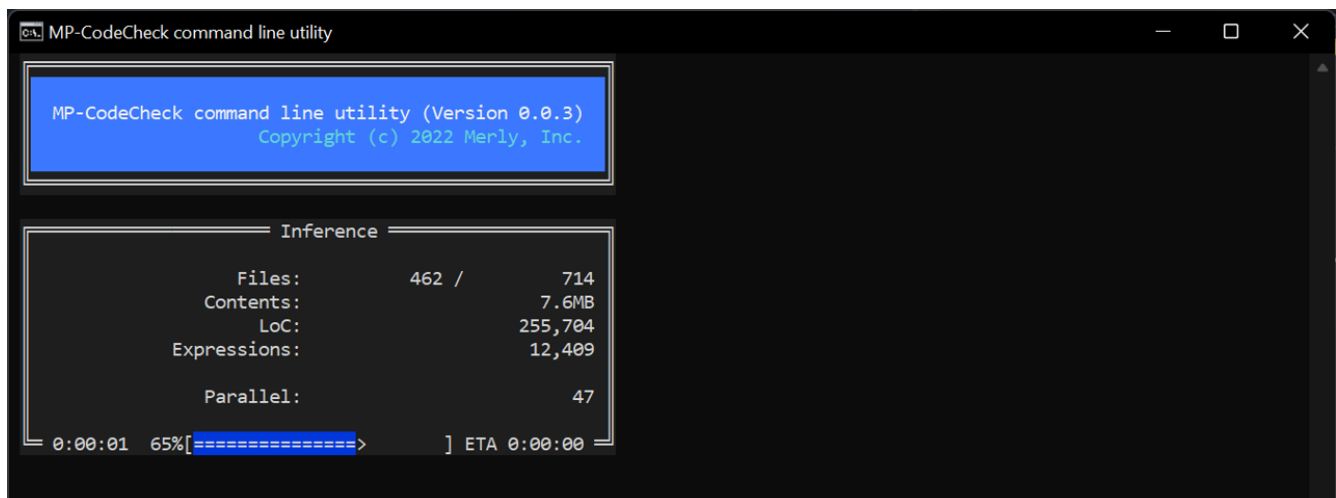 MP-CodeCheck command line utility
MP-CodeCheck command line utility (Version 0.0.3)
Copyright (c) 2022 Merly, Inc.
Inference
Files: 462 / 714
Contents: 7.6MB
LoC: 255,704
Expressions: 12,409
Parallel: 47
0:00:01 65%[===============> ] ETA 0:00:00